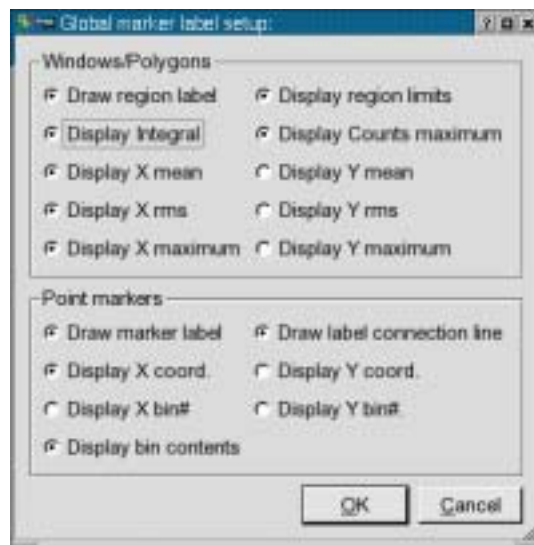 Global marker label setup:
Windows/Polygons
Draw region label Display region limits
Display Integral Display Counts maximum
Display X mean Display Y mean
Display X rms Display Y rms
Display X maximum Display Y maximum
Point markers
Draw marker label Draw label connection line
Display X coord. Display Y coord.
Display X bin# Display Y bin#
Display bin contents
OK Cancel